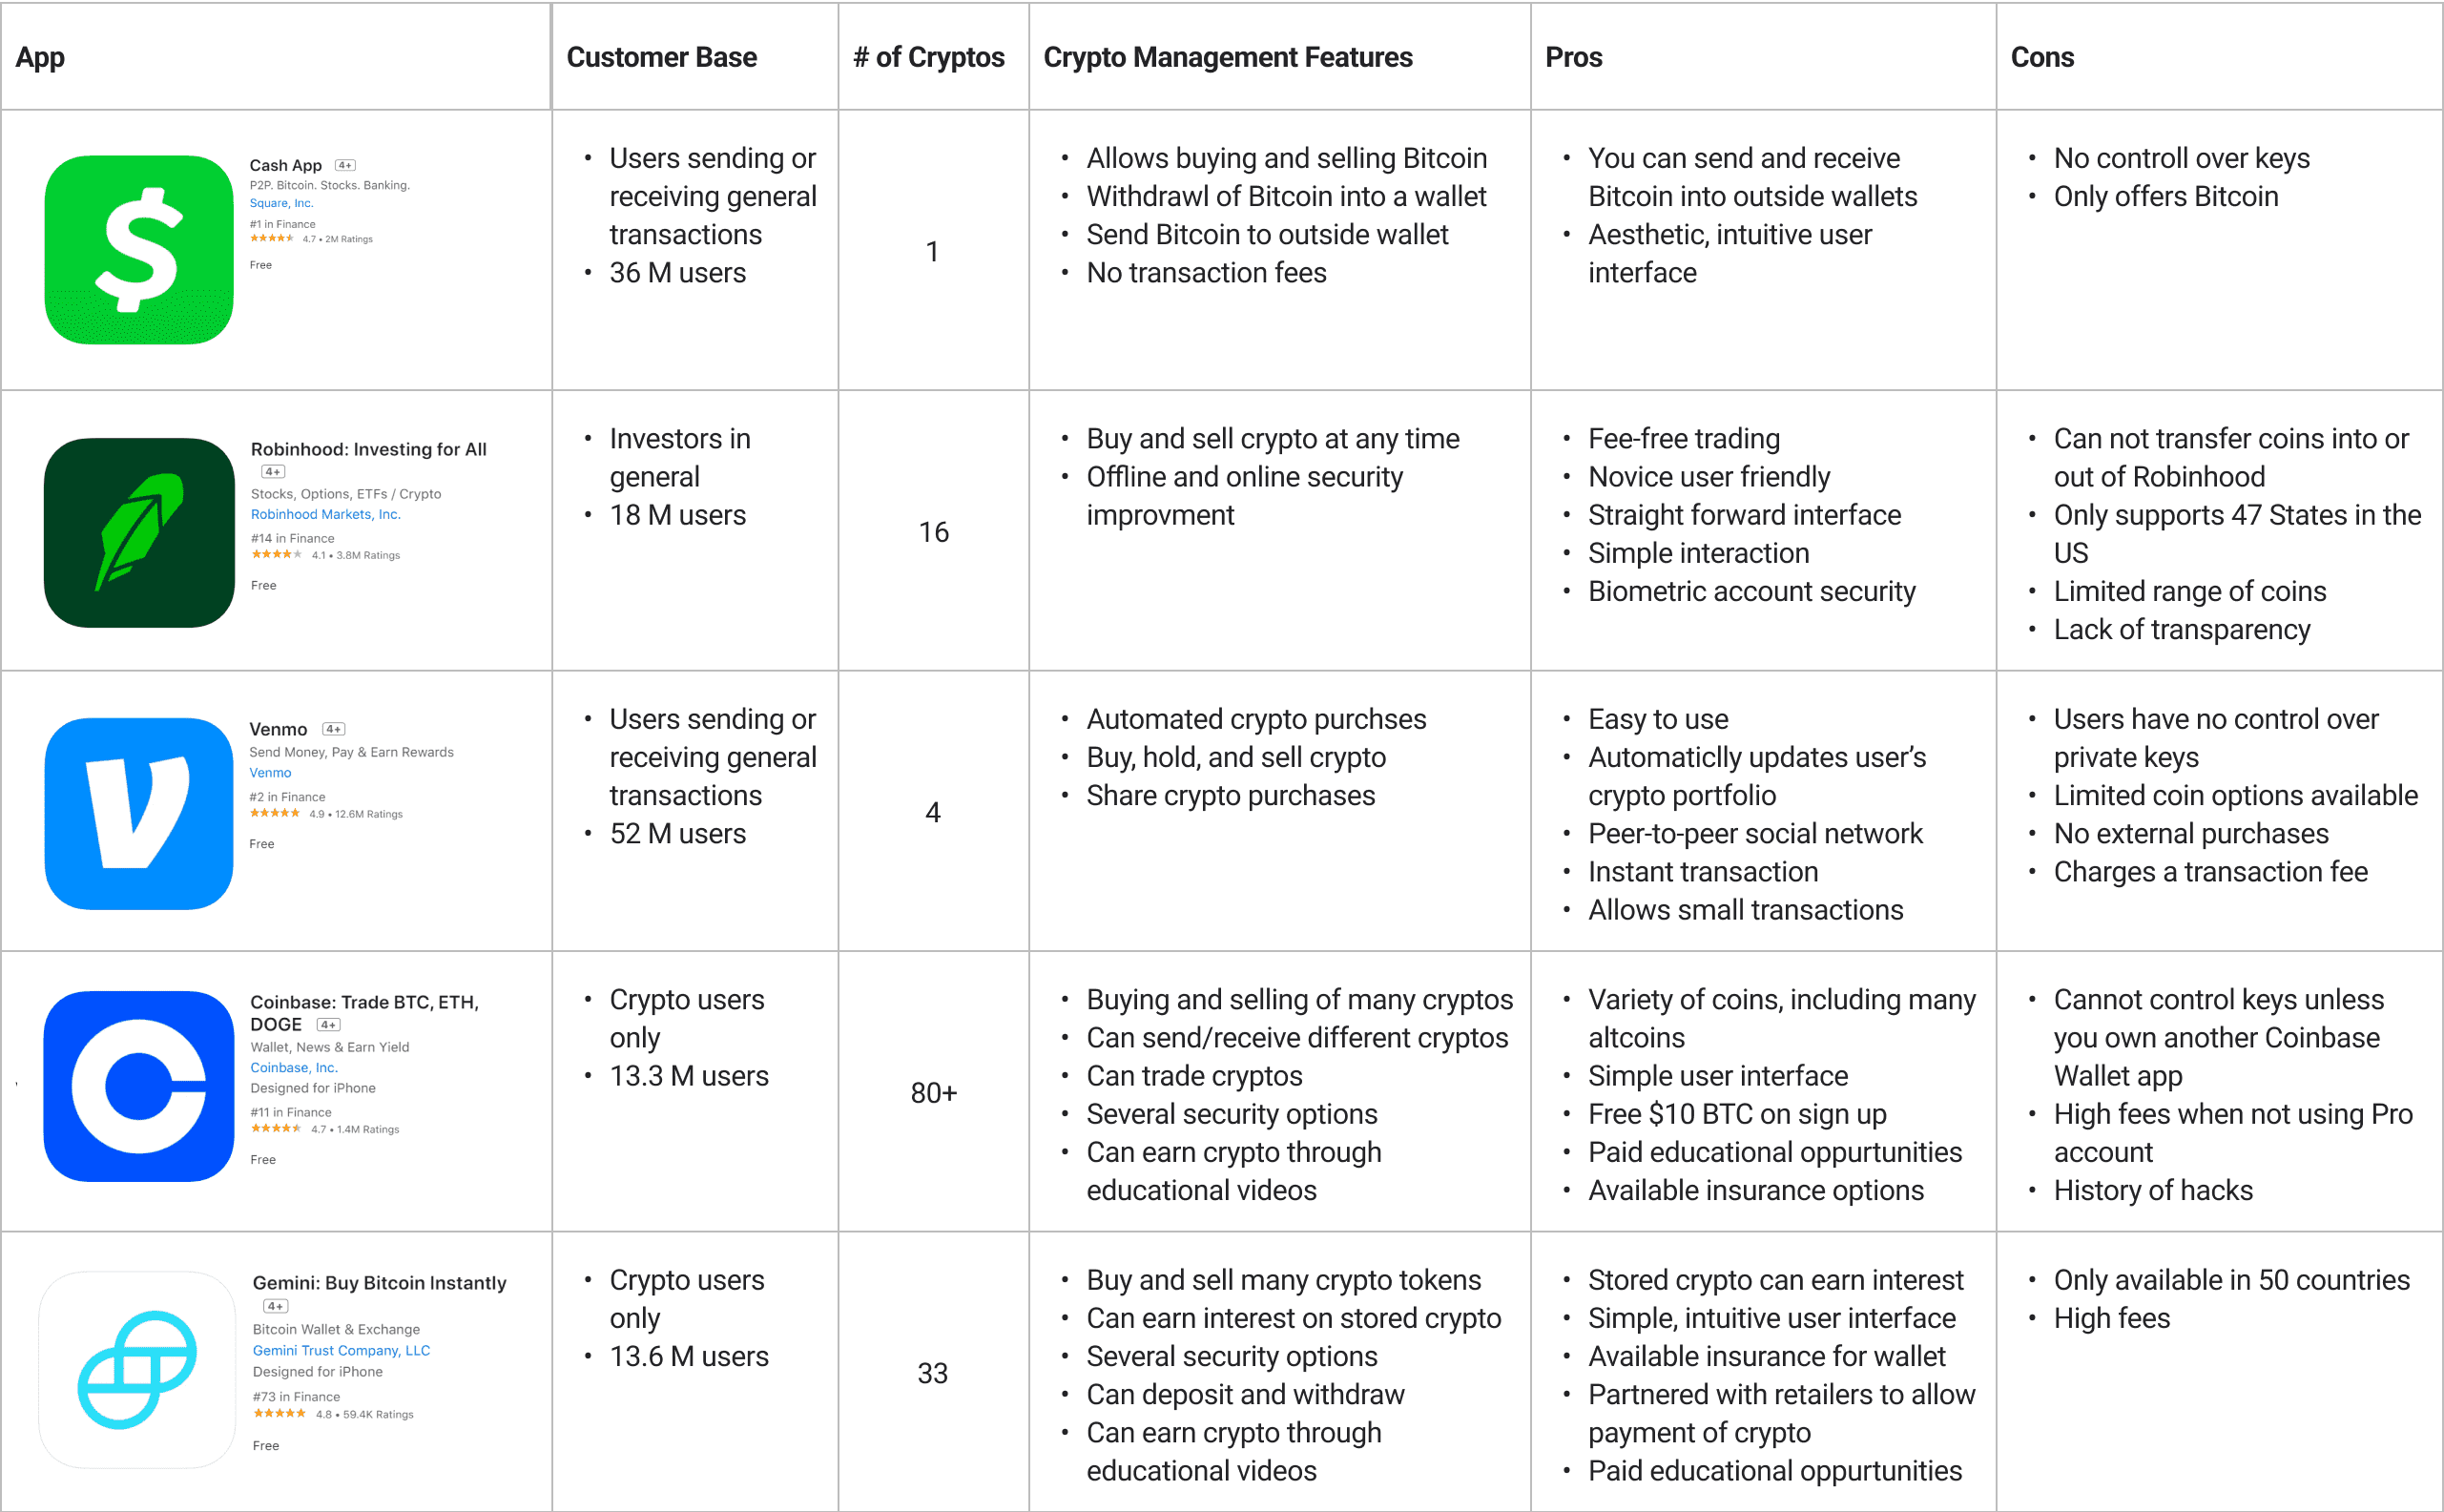 App
Customer Base
# of Cryptos
Crypto Management Features
Pros
Cons
Cash App 4+
P2P. Bitcoin. Stocks. Banking.
Square, Inc.
#1 in Finance
4.7 • 2M Ratings
Free
• Users sending or
receiving general
transactions
• 36 M users
1
• Allows buying and selling Bitcoin
• Withdrawl of Bitcoin into a wallet
• Send Bitcoin to outside wallet
• No transaction fees
• You can send and receive
Bitcoin into outside wallets
• Aesthetic, intuitive user
interface
• No controll over keys
• Only offers Bitcoin
Robinhood: Investing for All
4+
Stocks, Options, ETFs / Crypto
Robinhood Markets, Inc.
#14 in Finance
4.1 • 3.8M Ratings
Free
• Investors in
general
• 18 M users
16
• Buy and sell crypto at any time
• Offline and online security
improvment
• Fee-free trading
• Novice user friendly
• Straight forward interface
• Simple interaction
• Biometric account security
• Can not transfer coins into or
out of Robinhood
• Only supports 47 States in the
US
• Limited range of coins
• Lack of transparency
Venmo 4+
Send Money, Pay & Earn Rewards
Venmo
#2 in Finance
4.9 • 12.6M Ratings
Free
• Users sending or
receiving general
transactions
• 52 M users
4
• Automated crypto purchses
• Buy, hold, and sell crypto
• Share crypto purchases
• Easy to use
• Automaticlly updates user’s
crypto portfolio
• Peer-to-peer social network
• Instant transaction
• Allows small transactions
• Users have no control over
private keys
• Limited coin options available
• No external purchases
• Charges a transaction fee
Coinbase: Trade BTC, ETH,
DOGE 4+
Wallet, News & Earn Yield
Coinbase, Inc.
Designed for iPhone
#11 in Finance
4.7 • 1.4M Ratings
Free
• Crypto users
only
• 13.3 M users
80+
• Buying and selling of many cryptos
• Can send/receive different cryptos
• Can trade cryptos
• Several security options
• Can earn crypto through
educational videos
• Variety of coins, including many
altcoins
• Simple user interface
• Free $10 BTC on sign up
• Paid educational oppurtunities
• Available insurance options
• Cannot control keys unless
you own another Coinbase
Wallet app
• High fees when not using Pro
account
• History of hacks
Gemini: Buy Bitcoin Instantly
4+
Bitcoin Wallet & Exchange
Gemini Trust Company, LLC
Designed for iPhone
#73 in Finance
4.8 • 59.4K Ratings
Free
• Crypto users
only
• 13.6 M users
33
• Buy and sell many crypto tokens
• Can earn interest on stored crypto
• Several security options
• Can deposit and withdraw
• Can earn crypto through
educational videos
• Stored crypto can earn interest
• Simple, intuitive user interface
• Available insurance for wallet
• Partnered with retailers to allow
payment of crypto
• Paid educational oppurtunities
• Only available in 50 countries
• High fees